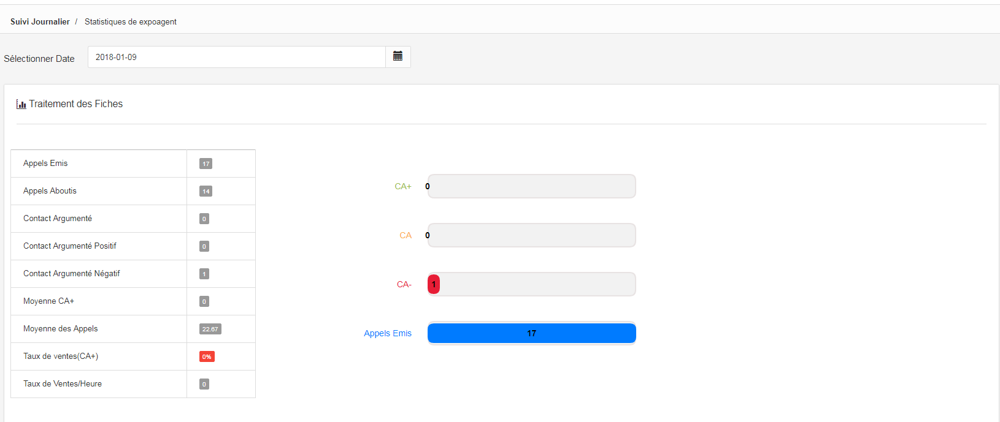 Suivi Journalier / Statistiques de expoagent
Sélectionner Date 2018-01-09
Traitement des Fiches
Appels Emis 17
Appels Aboutis 14
Contact Argumenté 0
Contact Argumenté Positif 0
Contact Argumenté Négatif 1
Moyenne CA+ 0
Moyenne des Appels 22.67
Taux de ventes(CA+) 0%
Taux de Ventes/Heure 0
CA+ 0
CA 0
CA- 1
Appels Emis 17